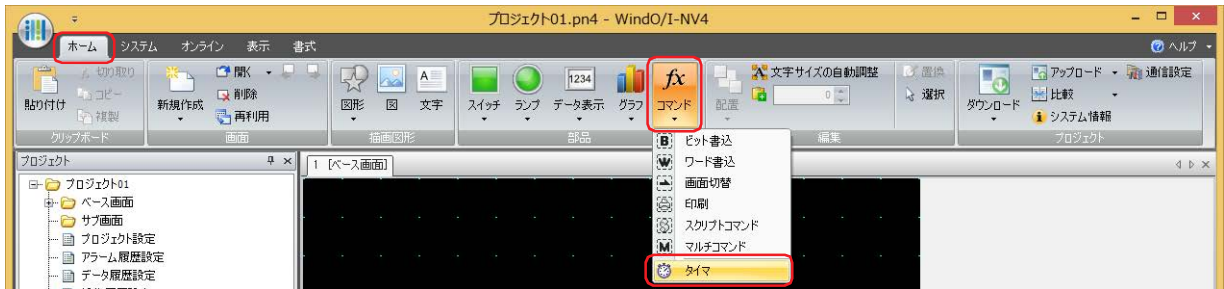 プロジェクト01.pn4 - WindO/I-NV4
ホーム システム オンライン 表示 書式 ヘルプ
貼り付け 切り取り コピー 複製 クリップボード
新規作成 開く 削除 再利用 画面
図形 図 文字 描画図形
スイッチ ランプ 1234 データ表示 グラフ fx コマンド 部品
配置 文字サイズの自動調整 0 置換 選択 編集
ダウンロード アップロード 比較 システム情報 通信設定 プロジェクト
プロジェクト
プロジェクト01
ベース画面
サブ画面
プロジェクト設定
アラーム履歴設定
データ履歴設定
1 [ベース画面]
B ビット書込
W ワード書込
画面切替
印刷
スクリプトコマンド
M マルチコマンド
タイマ